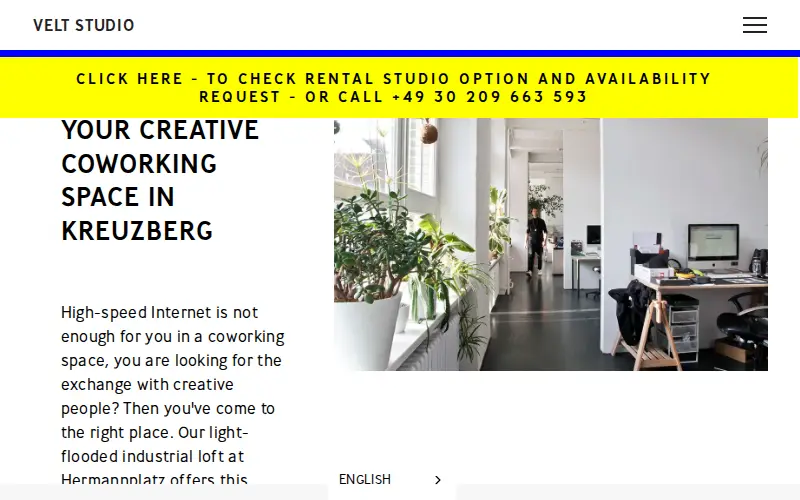 VELT STUDIO
CLICK HERE - TO CHECK RENTAL STUDIO OPTION AND AVAILABILITY
REQUEST - OR CALL +49 30 209 663 593
YOUR CREATIVE
COWORKING
SPACE IN
KREUZBERG
High-speed Internet is not
enough for you in a coworking
space, you are looking for the
exchange with creative
people? Then you've come to
the right place. Our light-
flooded industrial loft at
Hermannplatz offers this
ENGLISH